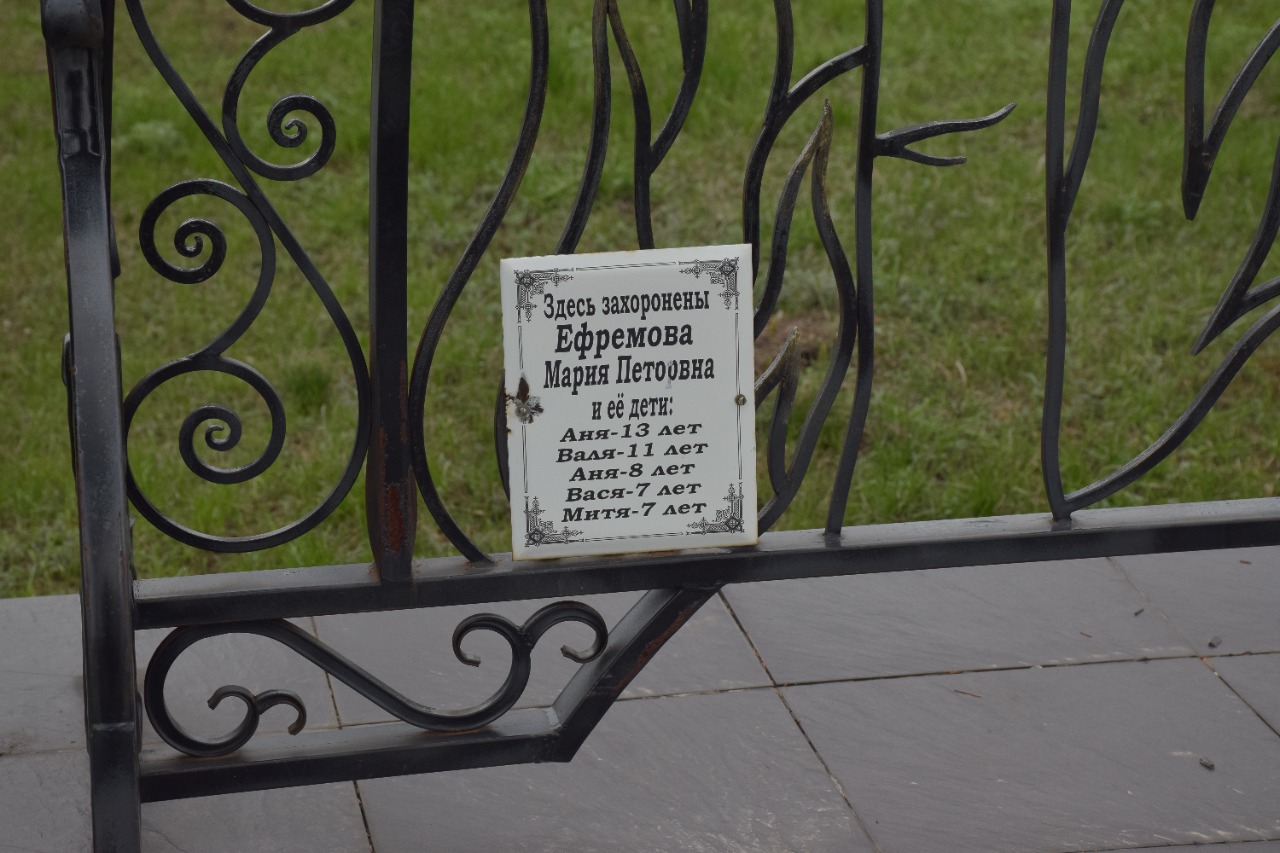 Здесь захоронены
Ефремова
Мария Петровна
и её дети:
Аня-13 лет
Валя-11 лет
Аня-8 лет
Вася-7 лет
Митя-7 лет